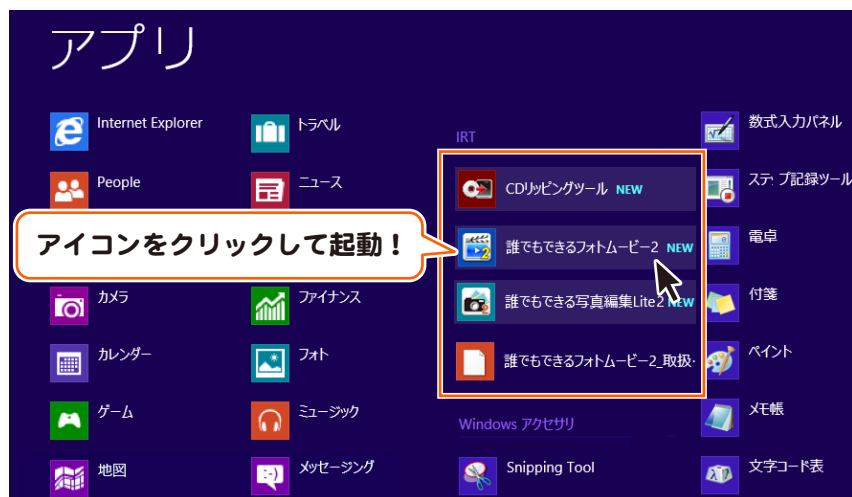 アプリ
Internet Explorer
People
アイコンをクリックして起動！
カメラ
カレンダー
ゲーム
地図
トラベル
ニュース
ファイナンス
フォト
ミュージック
メッセージング
IRT
CDリッピングツール NEW
誰でもできるフォトムービー2 NEW
誰でもできる写真編集Lite2 NEW
誰でもできるフォトムービー2_取扱
Windows アクセサリ
Snipping Tool
数式入力パネル
ステップ記録ツール
電卓
付箋
ペイント
メモ帳
文字コード表